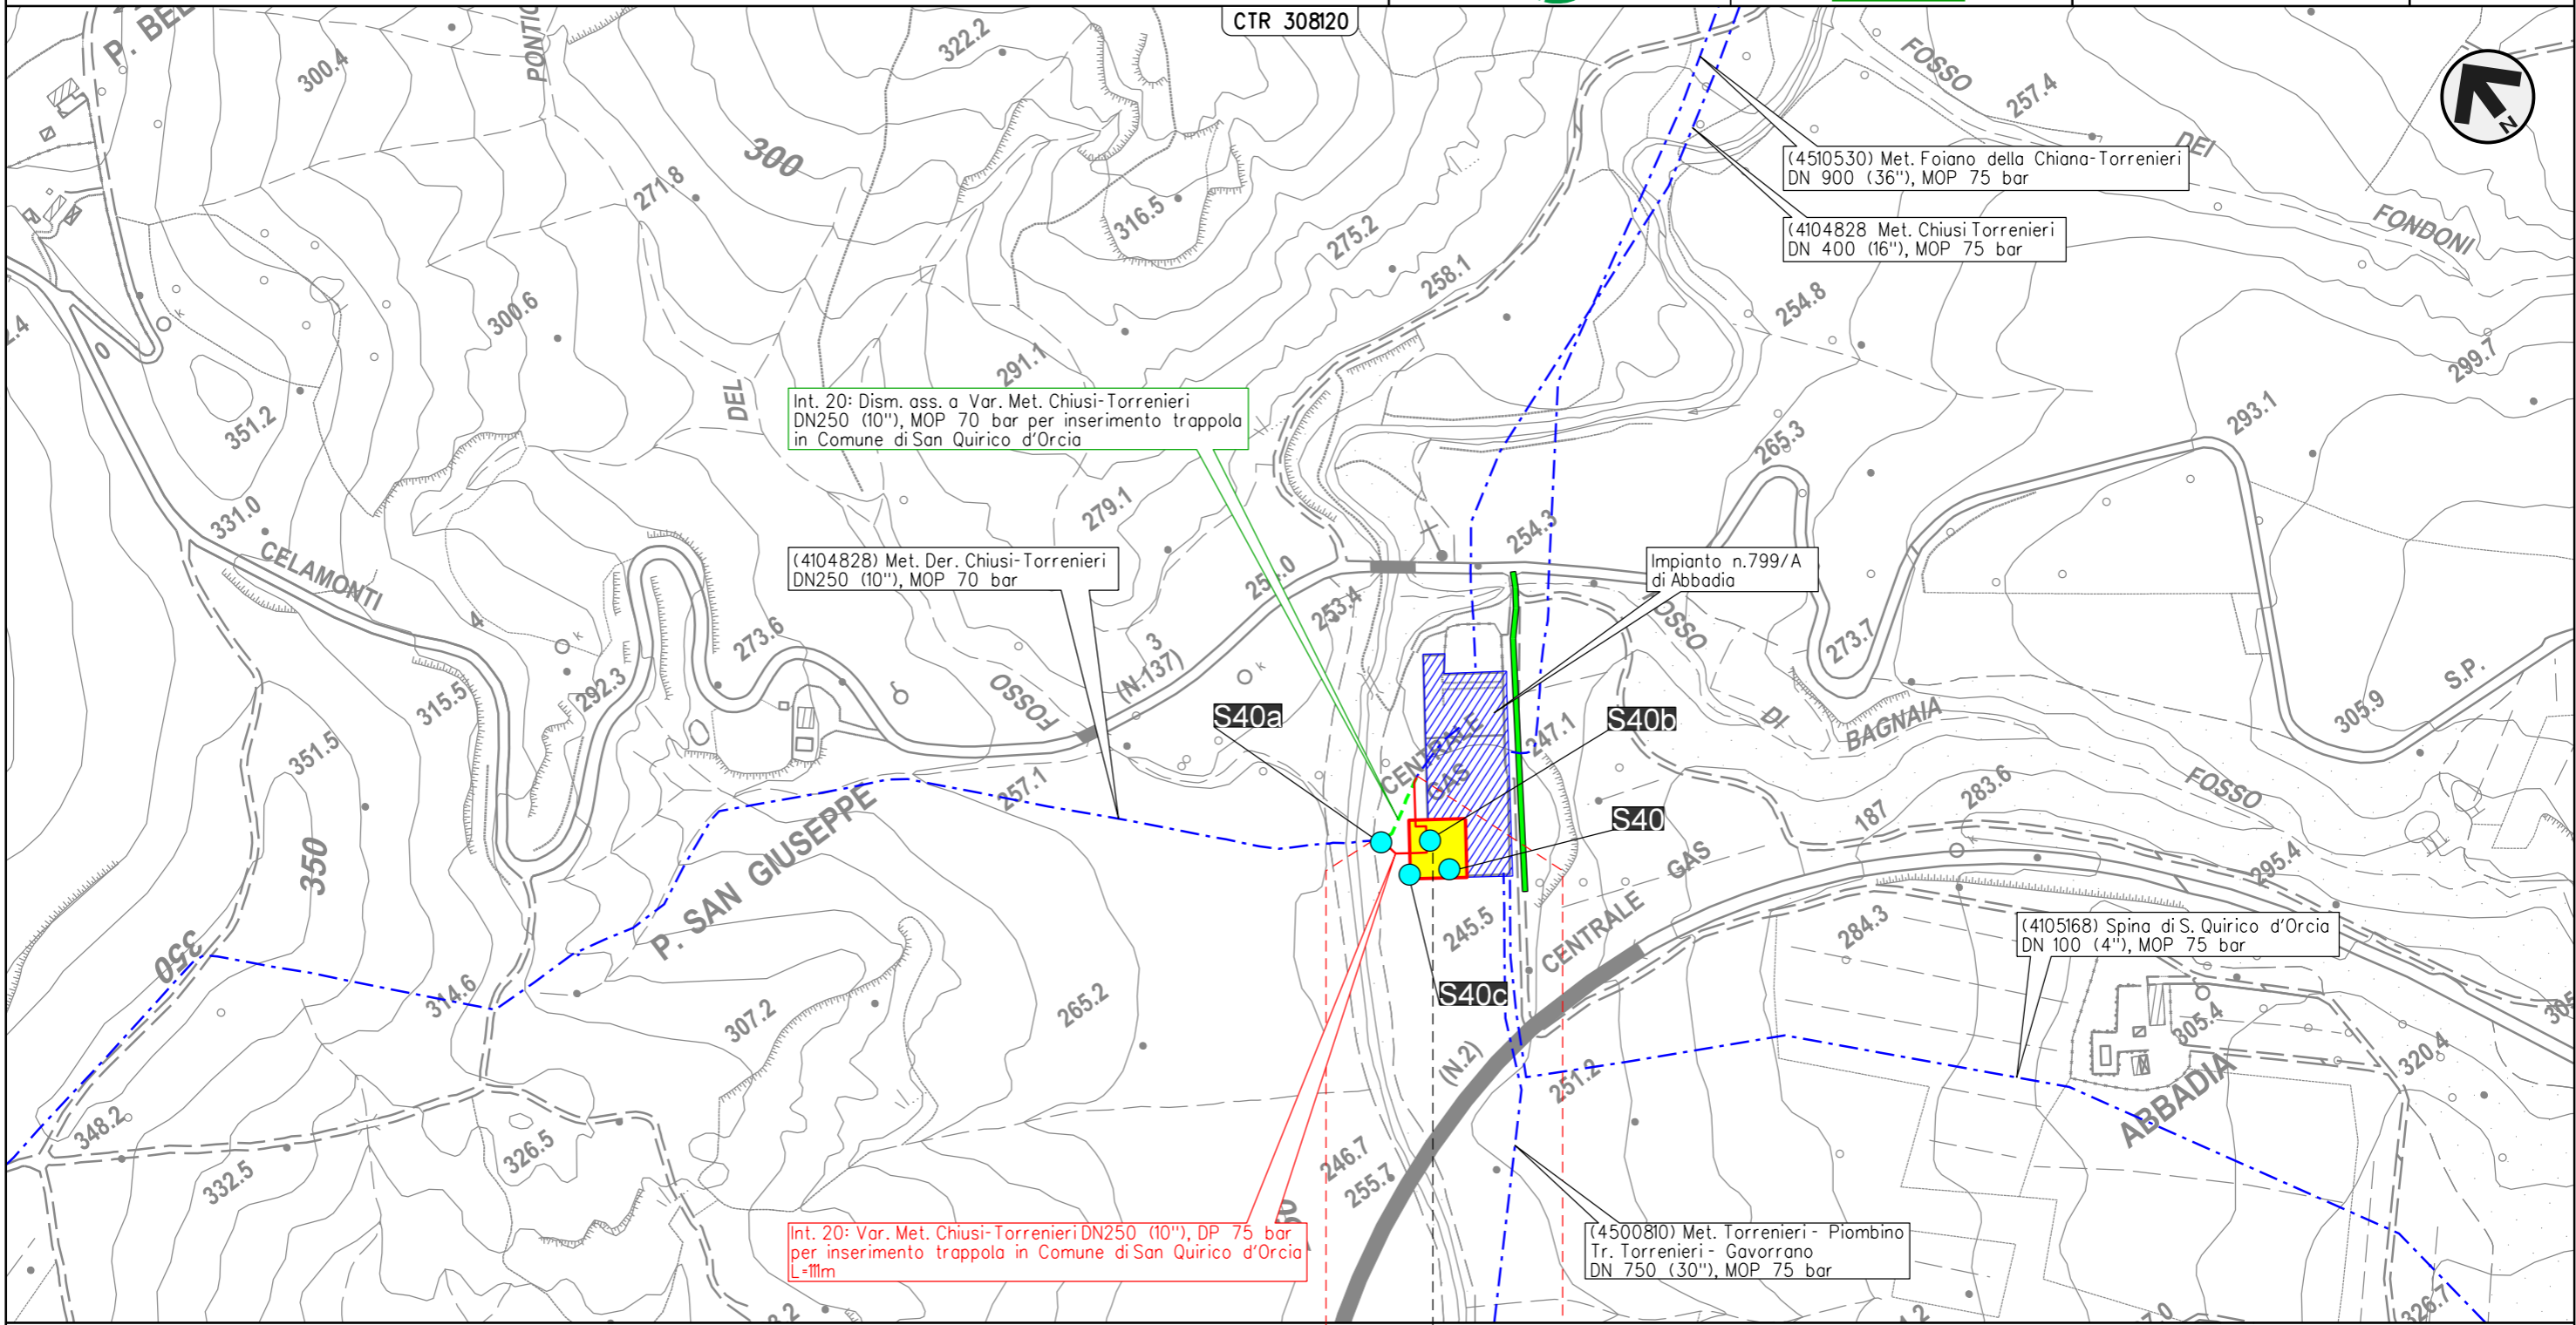 CTR 308120
P. BEL
PONTIC
300.4
322.2
FOSSO
257.4
DEI
FONDONI
N
300
271.8
316.5
275.2
258.1
(4510530) Met. Foiano della Chiana-Torrenieri
DN 900 (36"), MOP 75 bar
(4104828 Met. Chiusi Torrenieri
DN 400 (16"), MOP 75 bar
254.8
299.7
300.6
2.4
0
K
DEL
291.1
Int. 20: Dism. ass. a Var. Met. Chiusi-Torrenieri
DN250 (10"), MOP 70 bar per inserimento trappola
in Comune di San Quirico d'Orcia
351.2
265.3
293.1
331.0
CELAMONTI
279.1
254.3
(4104828) Met. Der. Chiusi-Torrenieri
DN250 (10"), MOP 70 bar
253.4
Impianto n.799/A
di Abbadia
OSSO
DI
BAGNAIA
273.7
4
K
273.6
3
(N.137)
K
FOSSO
292.3
315.5
S40a
CENTRALE
GAS
S40b
247.1
305.9
S.P.
351.5
257.1
P. SAN GIUSEPPE
S40
187
283.6
FOSSO
K
350
350
GAS
CENTRALE
245.5
295.4
284.3
(4105168) Spina di S. Quirico d'Orcia
DN 100 (4"), MOP 75 bar
314.6
307.2
265.2
S40c
305.4
305
(N.2)
251.2
320.4
ABBADIA
348.2
326.5
332.5
246.7
255.7
Int. 20: Var. Met. Chiusi-Torrenieri DN250 (10"), DP 75 bar
per inserimento trappola in Comune di San Quirico d'Orcia
L=111m
(4500810) Met. Torrenieri - Piombino
Tr. Torrenieri - Gavorrano
DN 750 (30"), MOP 75 bar
326.7